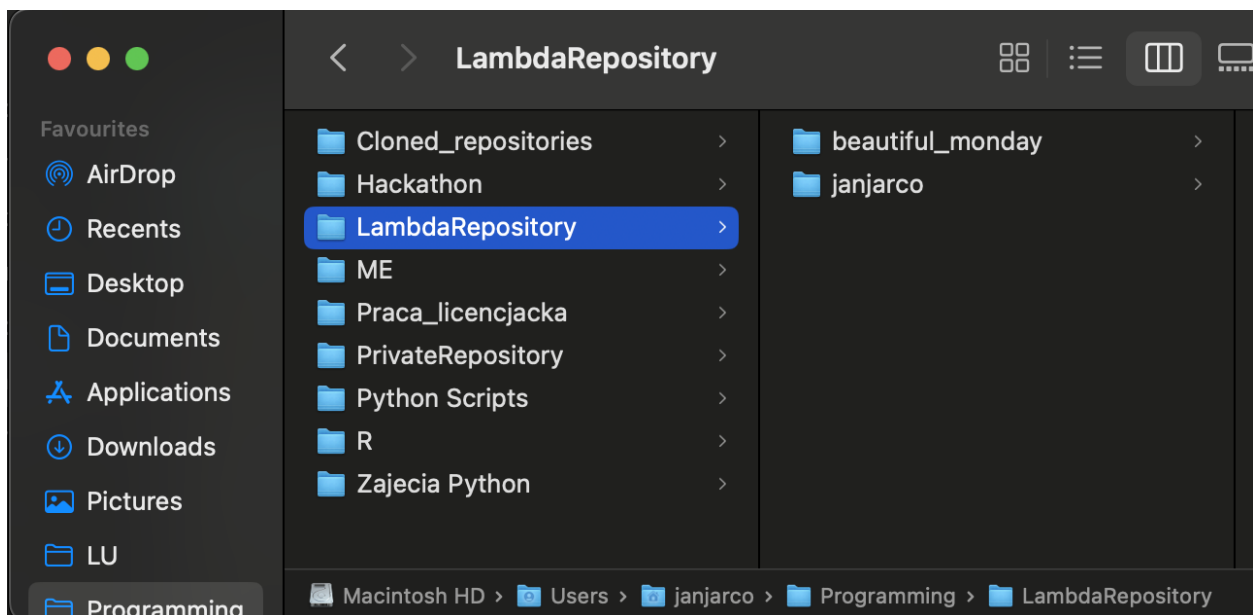 LambdaRepository
Favourites
AirDrop
Recents
Desktop
Documents
Applications
Downloads
Pictures
LU
Programming
Cloned_repositories
Hackathon
LambdaRepository
ME
Praca_licencjacka
PrivateRepository
Python Scripts
R
Zajecia Python
beautiful_monday
janjarco
Macintosh HD › Users › janjarco › Programming › LambdaRepository